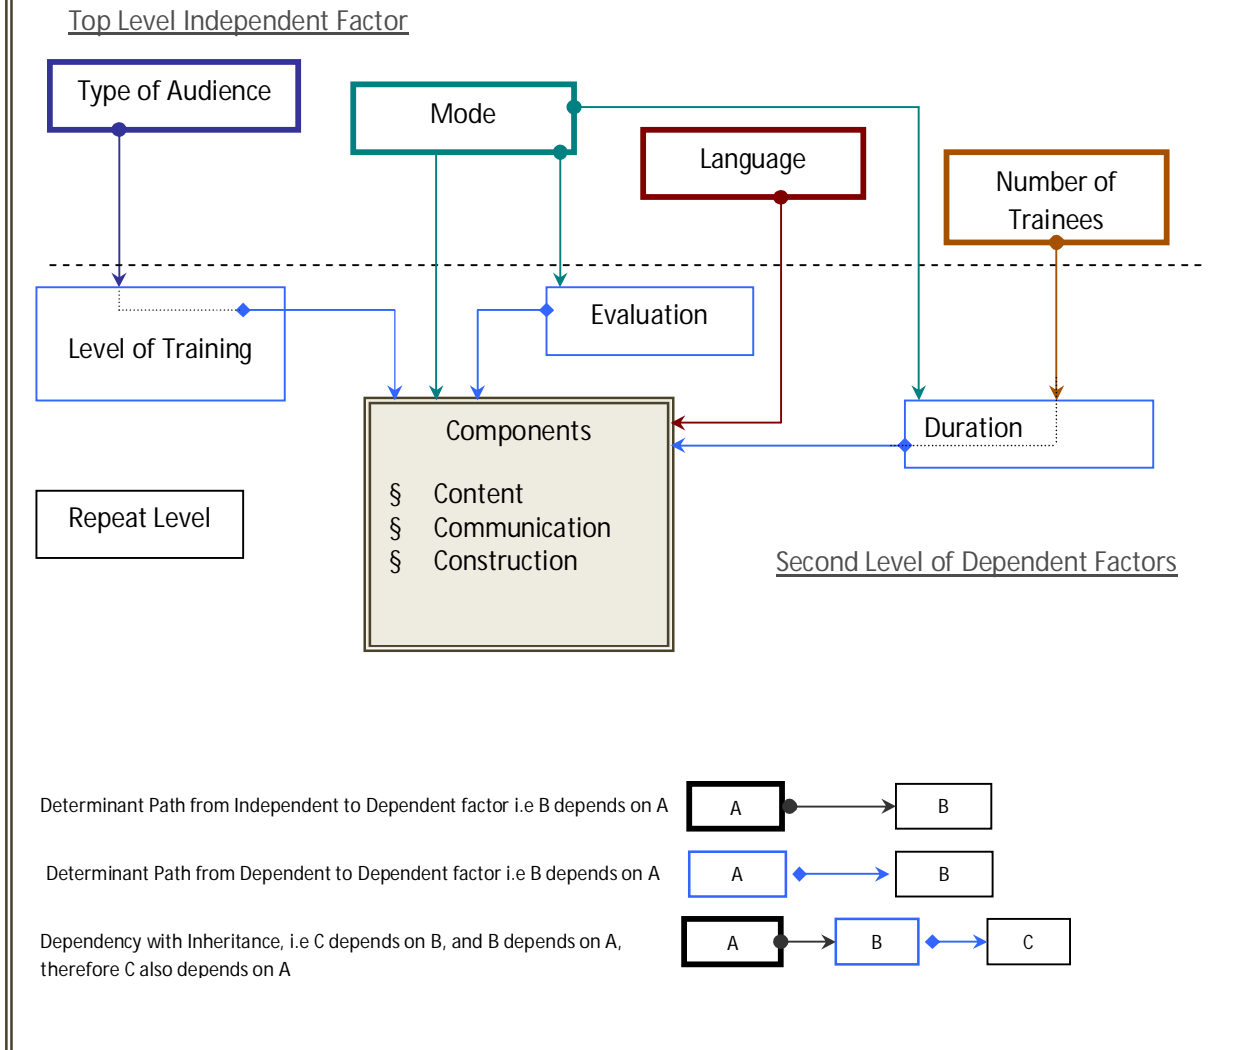 Top Level Independent Factor
Type of Audience
Mode
Language
Number of
Trainees
Level of Training
Evaluation
Duration
Components
§ Content
§ Communication
§ Construction
Repeat Level
Second Level of Dependent Factors
Determinant Path from Independent to Dependent factor i.e B depends on A
A
B
Determinant Path from Dependent to Dependent factor i.e B depends on A
A
B
Dependency with Inheritance, i.e C depends on B, and B depends on A,
therefore C also depends on A
A
B
C